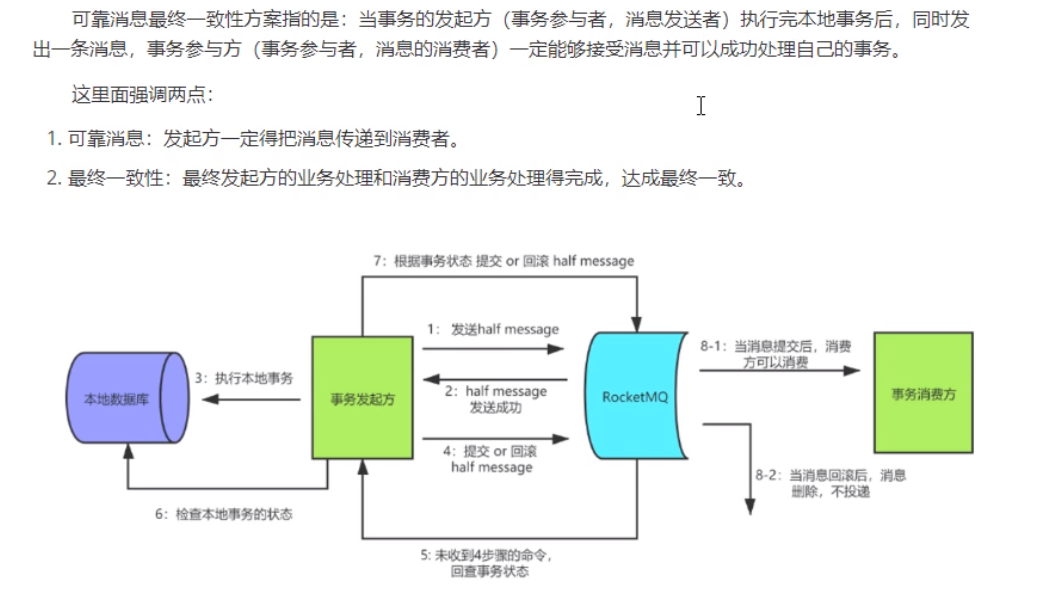 可靠消息最终一致性方案指的是：当事务的发起方（事务参与者，消息发送者）执行完本地事务后，同时发
出一条消息，事务参与方（事务参与者，消息的消费者）一定能够接受消息并可以成功处理自己的事务。
这里面强调两点：
1. 可靠消息：发起方一定得把消息传递到消费者。
2. 最终一致性：最终发起方的业务处理和消费方的业务处理得完成，达成最终一致。
7：根据事务状态 提交 or 回滚 half message
1： 发送half message
8-1：当消息提交后，消费
方可以消费
3：执行本地事务
2：half message
发送成功
本地数据库
事务发起方
RocketMQ
事务消费方
4：提交 or 回滚
half message
8-2：当消息回滚后，消息
删除，不投递
6：检查本地事务的状态
5: 未收到4步骤的命令，
回查事务状态